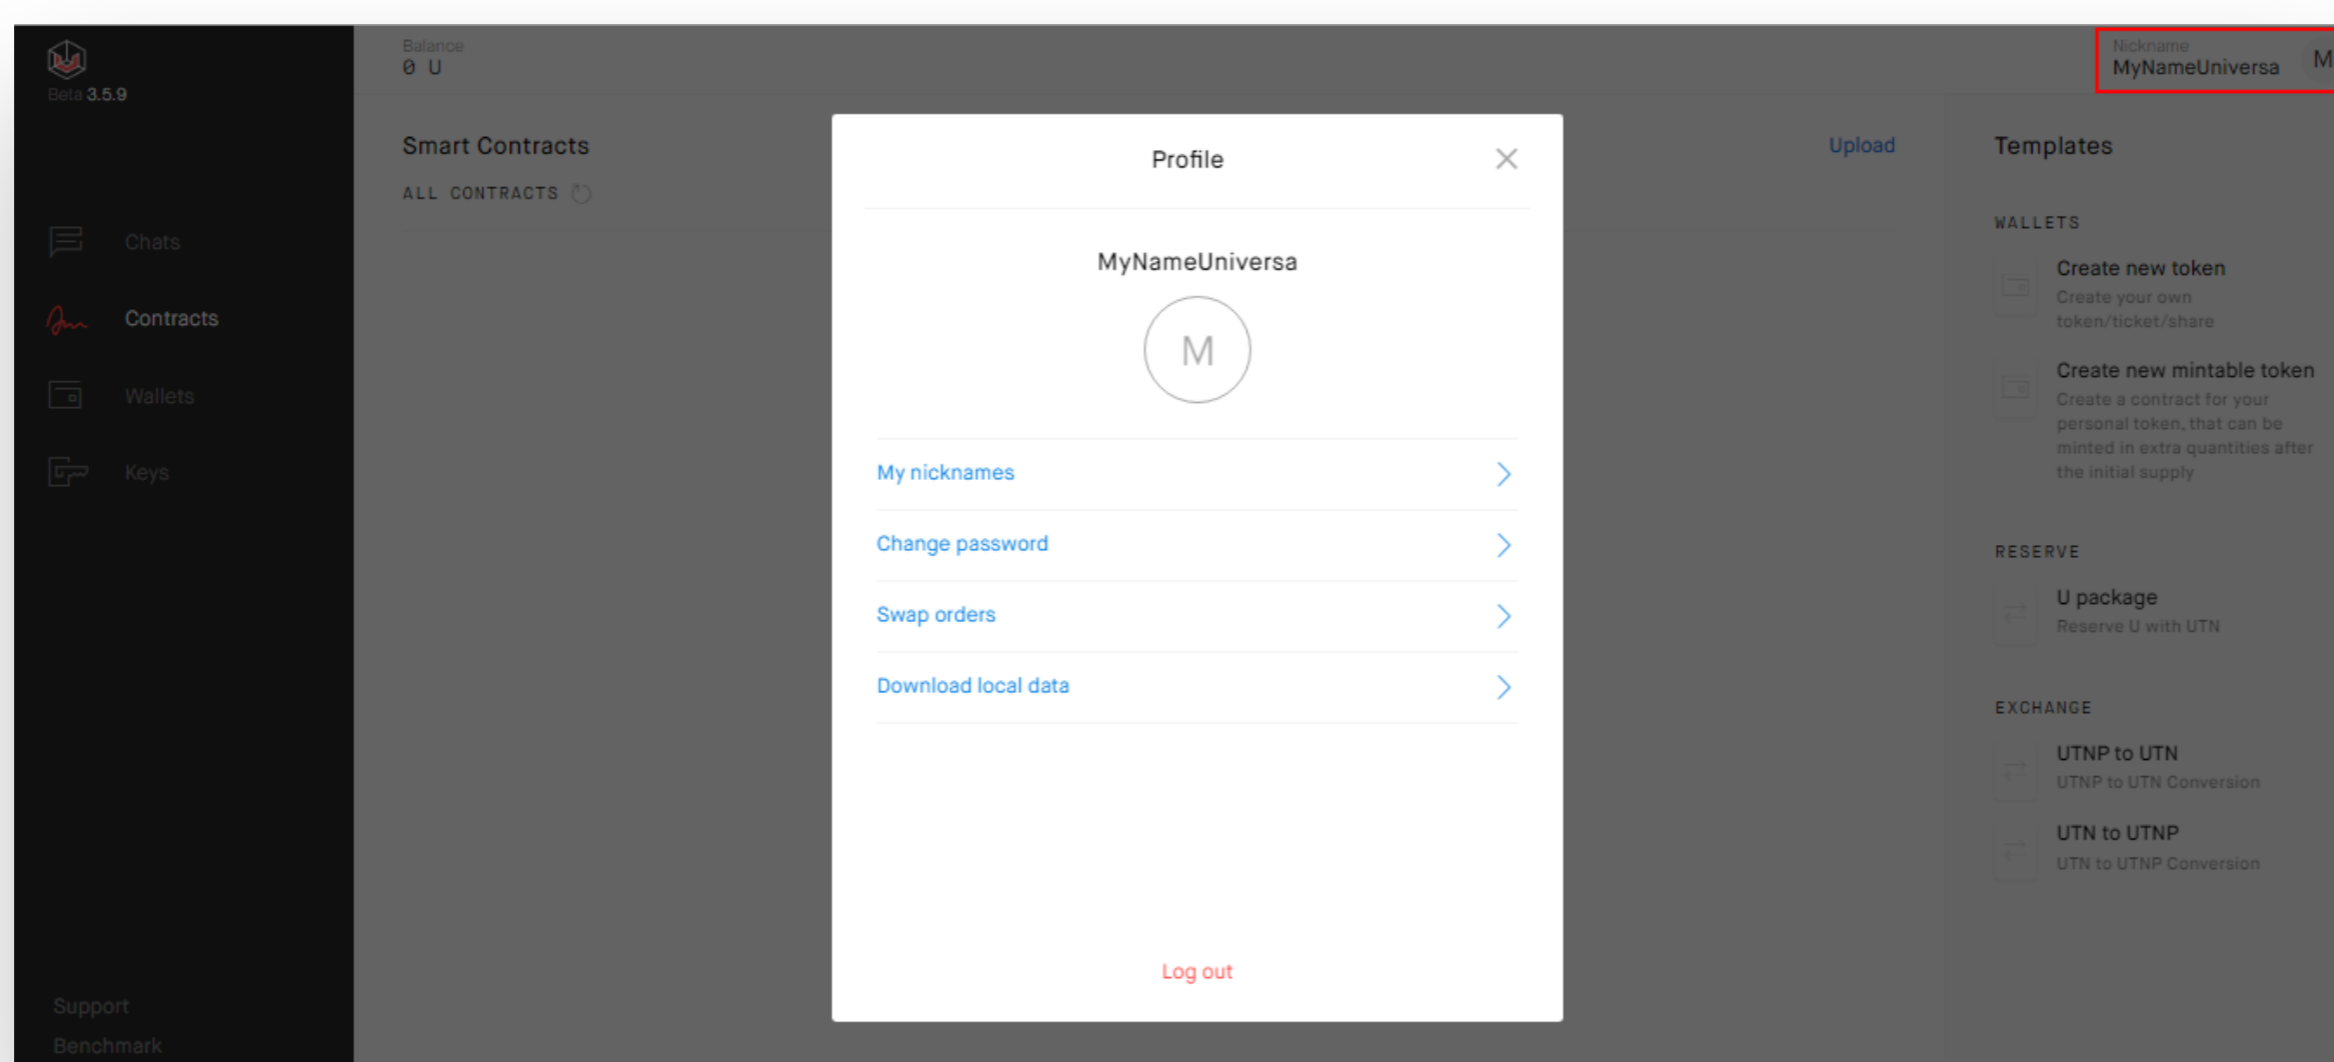 Balance
0 U
Nickname
MyNameUniversa
M
Beta 3.5.9
Chats
Contracts
Wallets
Keys
Support
Benchmark
Smart Contracts
Upload
ALL CONTRACTS
Profile
MyNameUniversa
M
My nicknames
Change password
Swap orders
Download local data
Log out
Templates
WALLETS
Create new token
Create your own
token/ticket/share
Create new mintable token
Create a contract for your
personal token, that can be
minted in extra quantities after
the initial supply
RESERVE
U package
Reserve U with UTN
EXCHANGE
UTNP to UTN
UTNP to UTN Conversion
UTN to UTNP
UTN to UTNP Conversion